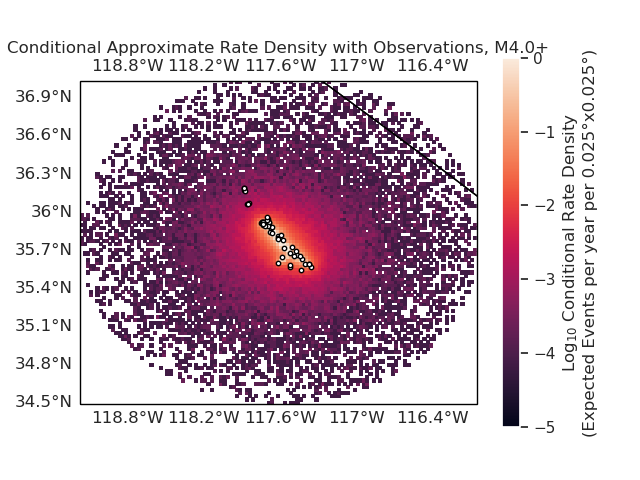 Conditional Approximate Rate Density with Observations, M4.0+
118.8°W 118.2°W 117.6°W 117°W 116.4°W
36.9°N
36.6°N
36.3°N
36°N
35.7°N
35.4°N
35.1°N
34.8°N
34.5°N
118.8°W 118.2°W 117.6°W 117°W 116.4°W
0
−1
−2
−3
−4
−5
Log₁₀ Conditional Rate Density
(Expected Events per year per 0.025°x0.025°)